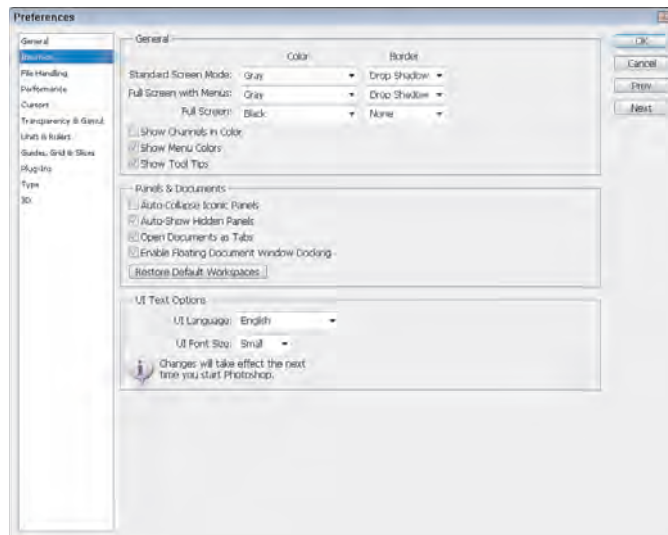 Preferences
General
Interface
File Handling
Performance
Cursors
Transparency & Gamut
Units & Rulers
Guides, Grid & Slices
Plug-Ins
Type
3D
General
Color Border
Standard Screen Mode: Gray Drop Shadow
Full Screen with Menus: Gray Drop Shadow
Full Screen: Black None
Show Channels in Color
Show Menu Colors
Show Tool Tips
Panels & Documents
Auto-Collapse Iconic Panels
Auto-Show Hidden Panels
Open Documents as Tabs
Enable Floating Document Window Docking
Restore Default Workspaces
UI Text Options
UI Language: English
UI Font Size: Small
Changes will take effect the next
time you start Photoshop.
OK
Cancel
Prev
Next